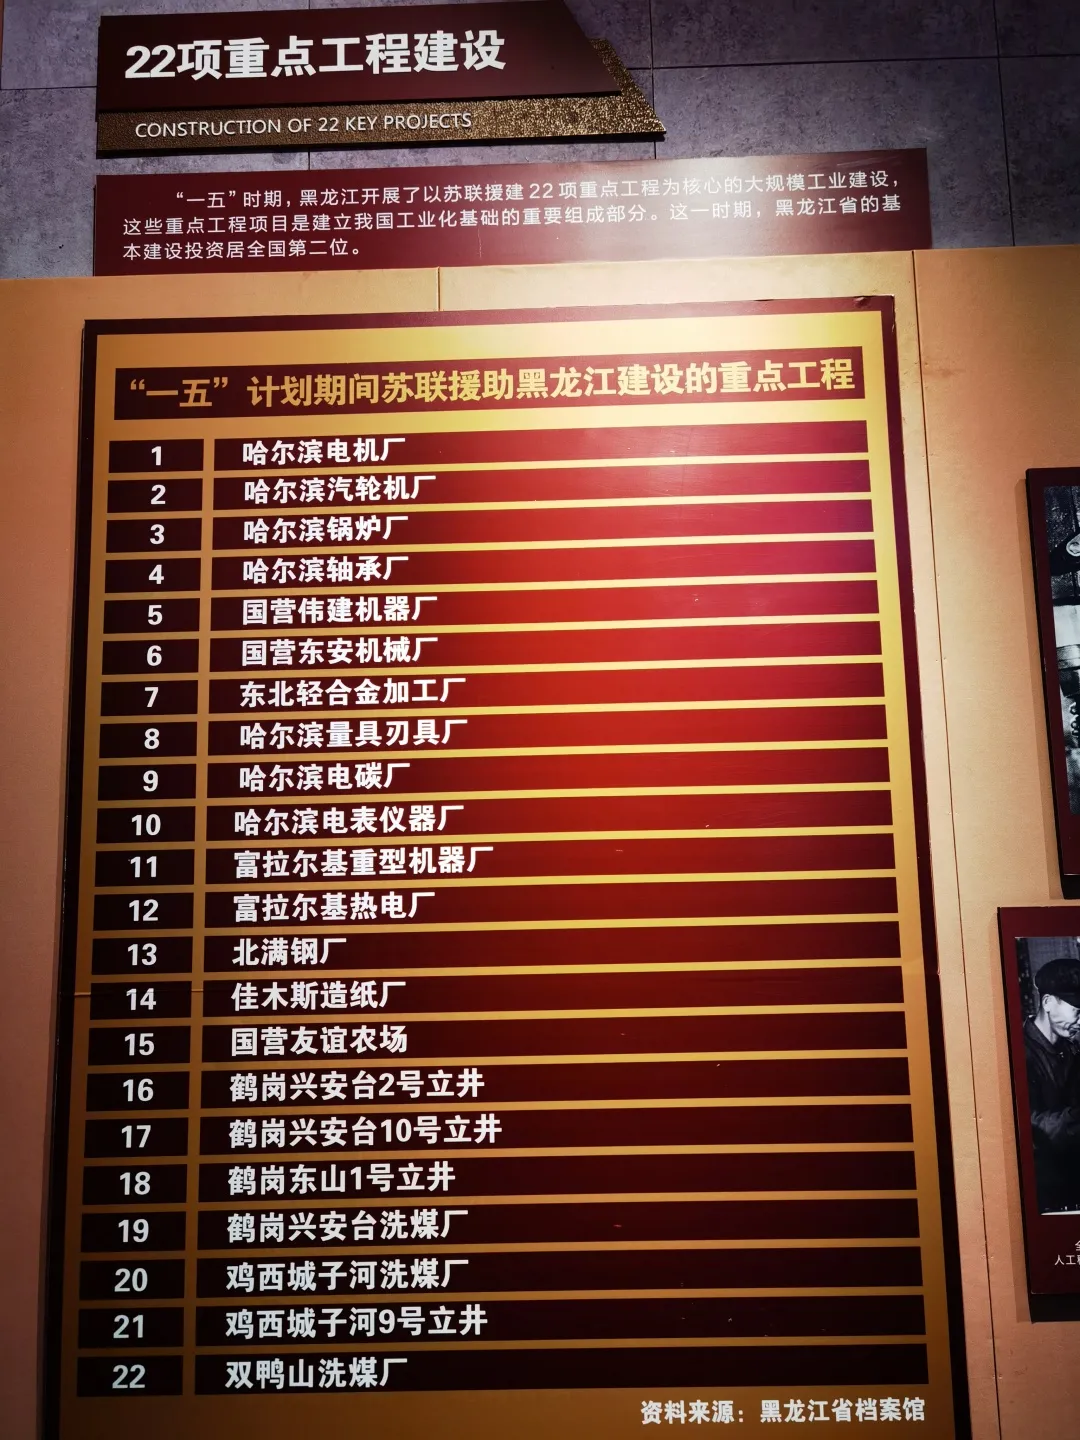 22项重点工程建设
CONSTRUCTION OF 22 KEY PROJECTS
“一五”时期，黑龙江开展了以苏联援建22项重点工程为核心的大规模工业建设，
这些重点工程项目是建立我国工业化基础的重要组成部分。这一时期，黑龙江省的基
本建设投资居全国第二位。
“一五”计划期间苏联援助黑龙江建设的重点工程
1 哈尔滨电机厂
2 哈尔滨汽轮机厂
3 哈尔滨锅炉厂
4 哈尔滨轴承厂
5 国营伟建机器厂
6 国营东安机械厂
7 东北轻合金加工厂
8 哈尔滨量具刃具厂
9 哈尔滨电碳厂
10 哈尔滨电表仪器厂
11 富拉尔基重型机器厂
12 富拉尔基热电厂
13 北满钢厂
14 佳木斯造纸厂
15 国营友谊农场
16 鹤岗兴安台2号立井
17 鹤岗兴安台10号立井
18 鹤岗东山1号立井
19 鹤岗兴安台洗煤厂
20 鸡西城子河洗煤厂
21 鸡西城子河9号立井
22 双鸭山洗煤厂
资料来源：黑龙江省档案馆
人工